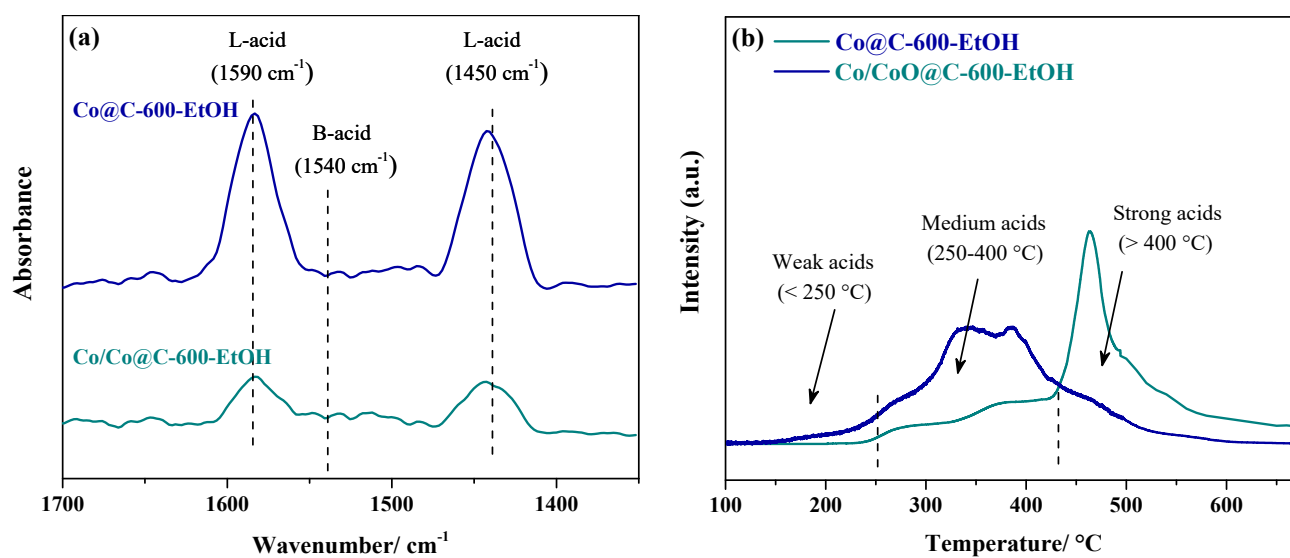 (a)
L-acid
(1590 cm⁻¹)
L-acid
(1450 cm⁻¹)
Co@C-600-EtOH
B-acid
(1540 cm⁻¹)
Co/Co@C-600-EtOH
Absorbance
1700
1600
1500
1400
Wavenumber/ cm⁻¹
(b)
Co@C-600-EtOH
Co/CoO@C-600-EtOH
Weak acids
(< 250 °C)
Medium acids
(250-400 °C)
Strong acids
(> 400 °C)
Intensity (a.u.)
100
200
300
400
500
600
Temperature/ °C